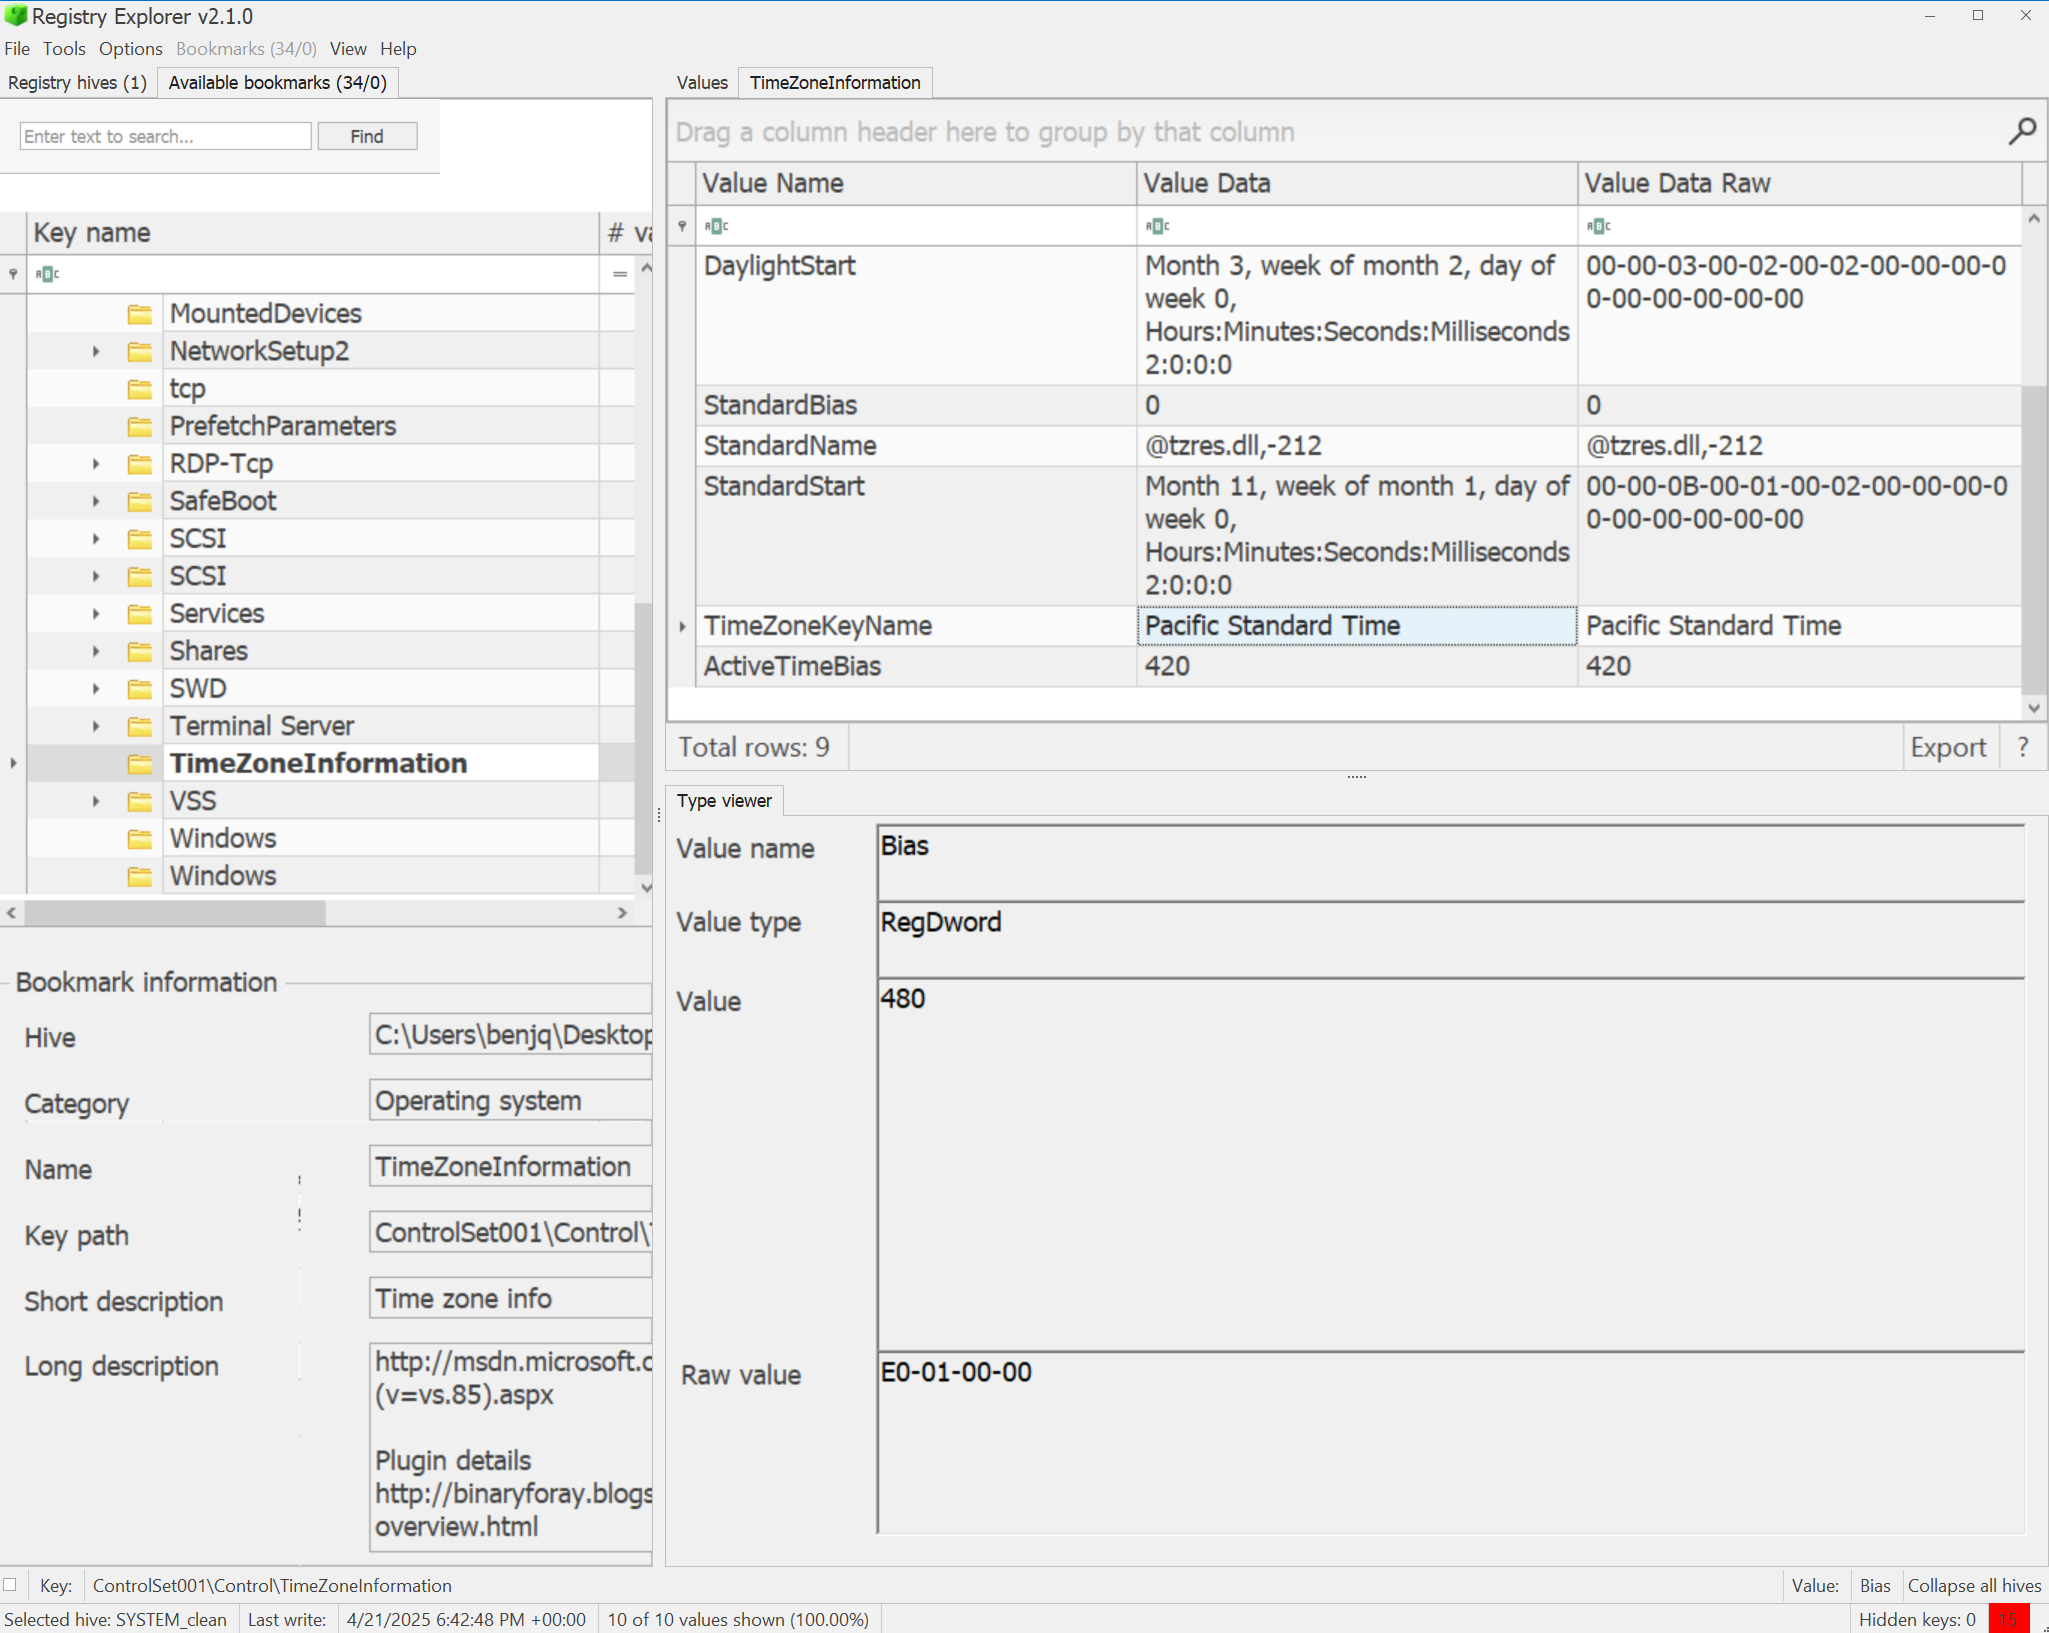 Registry Explorer v2.1.0
File Tools Options Bookmarks (34/0) View Help
Registry hives (1) Available bookmarks (34/0)
Enter text to search... Find
Key name # va
MountedDevices
NetworkSetup2
tcp
PrefetchParameters
RDP-Tcp
SafeBoot
SCSI
SCSI
Services
Shares
SWD
Terminal Server
TimeZoneInformation
VSS
Windows
Windows
Bookmark information
Hive C:\Users\benjq\Desktop
Category Operating system
Name TimeZoneInformation
Key path ControlSet001\Control\
Short description Time zone info
Long description http://msdn.microsoft.c
(v=vs.85).aspx
Plugin details
http://binaryforay.blogs
overview.html
Values TimeZoneInformation
Drag a column header here to group by that column
Value Name Value Data Value Data Raw
DaylightStart Month 3, week of month 2, day of 00-00-03-00-02-00-02-00-00-00-0
week 0, 0-00-00-00-00-00
Hours:Minutes:Seconds:Milliseconds
2:0:0:0
StandardBias 0 0
StandardName @tzres.dll,-212 @tzres.dll,-212
StandardStart Month 11, week of month 1, day of 00-00-0B-00-01-00-02-00-00-00-0
week 0, 0-00-00-00-00-00
Hours:Minutes:Seconds:Milliseconds
2:0:0:0
TimeZoneKeyName Pacific Standard Time Pacific Standard Time
ActiveTimeBias 420 420
Total rows: 9 Export ?
Type viewer
Value name Bias
Value type RegDword
Value 480
Raw value E0-01-00-00
Key: ControlSet001\Control\TimeZoneInformation Value: Bias Collapse all hives
Selected hive: SYSTEM_clean Last write: 4/21/2025 6:42:48 PM +00:00 10 of 10 values shown (100.00%) Hidden keys: 0 15